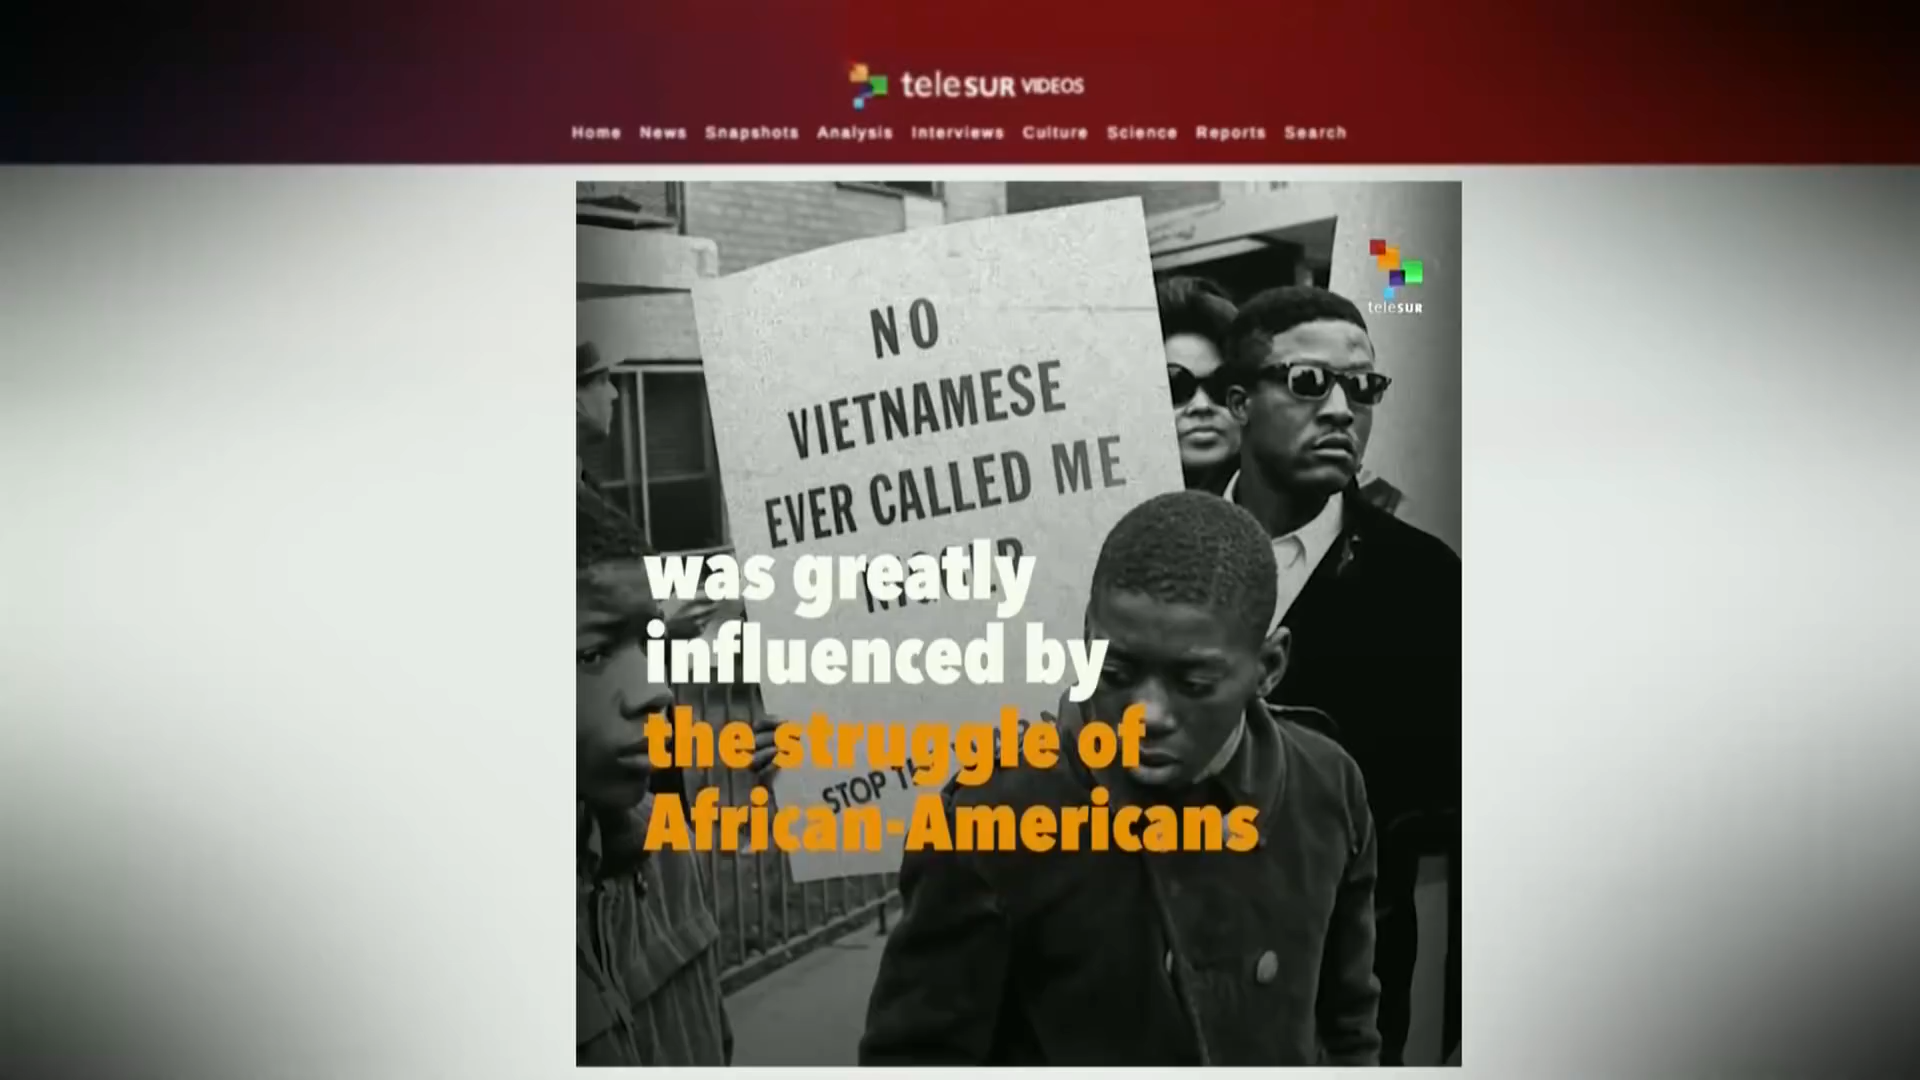 teleSUR VIDEOS
Home News Snapshots Analysis Interviews Culture Science Reports Search
teleSUR
NO
VIETNAMESE
EVER CALLED ME
was greatly
influenced by
the struggle of
STOP
African-Americans